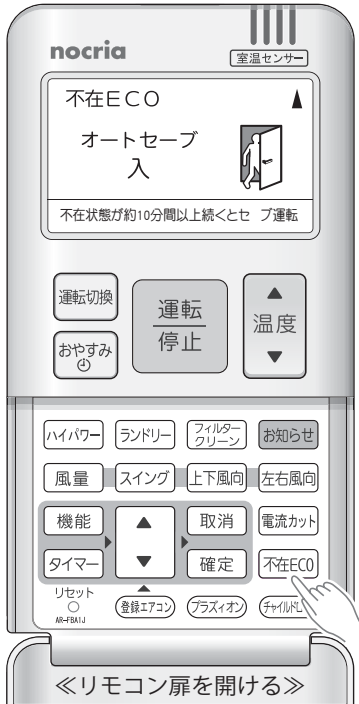 nocria
室温センサー
不在ECO
オートセーブ
入
不在状態が約10分間以上続くとセ ブ運転
運転切換
運転
停止
温度
おやすみ
ハイパワー ランドリー フィルター
クリーン お知らせ
風量 スイング 上下風向 左右風向
機能 取消 電流カット
タイマー 確定 不在ECO
リセット
AR-FBA1J
登録エアコン プラズィオン チャイルドL
≪リモコン扉を開ける≫